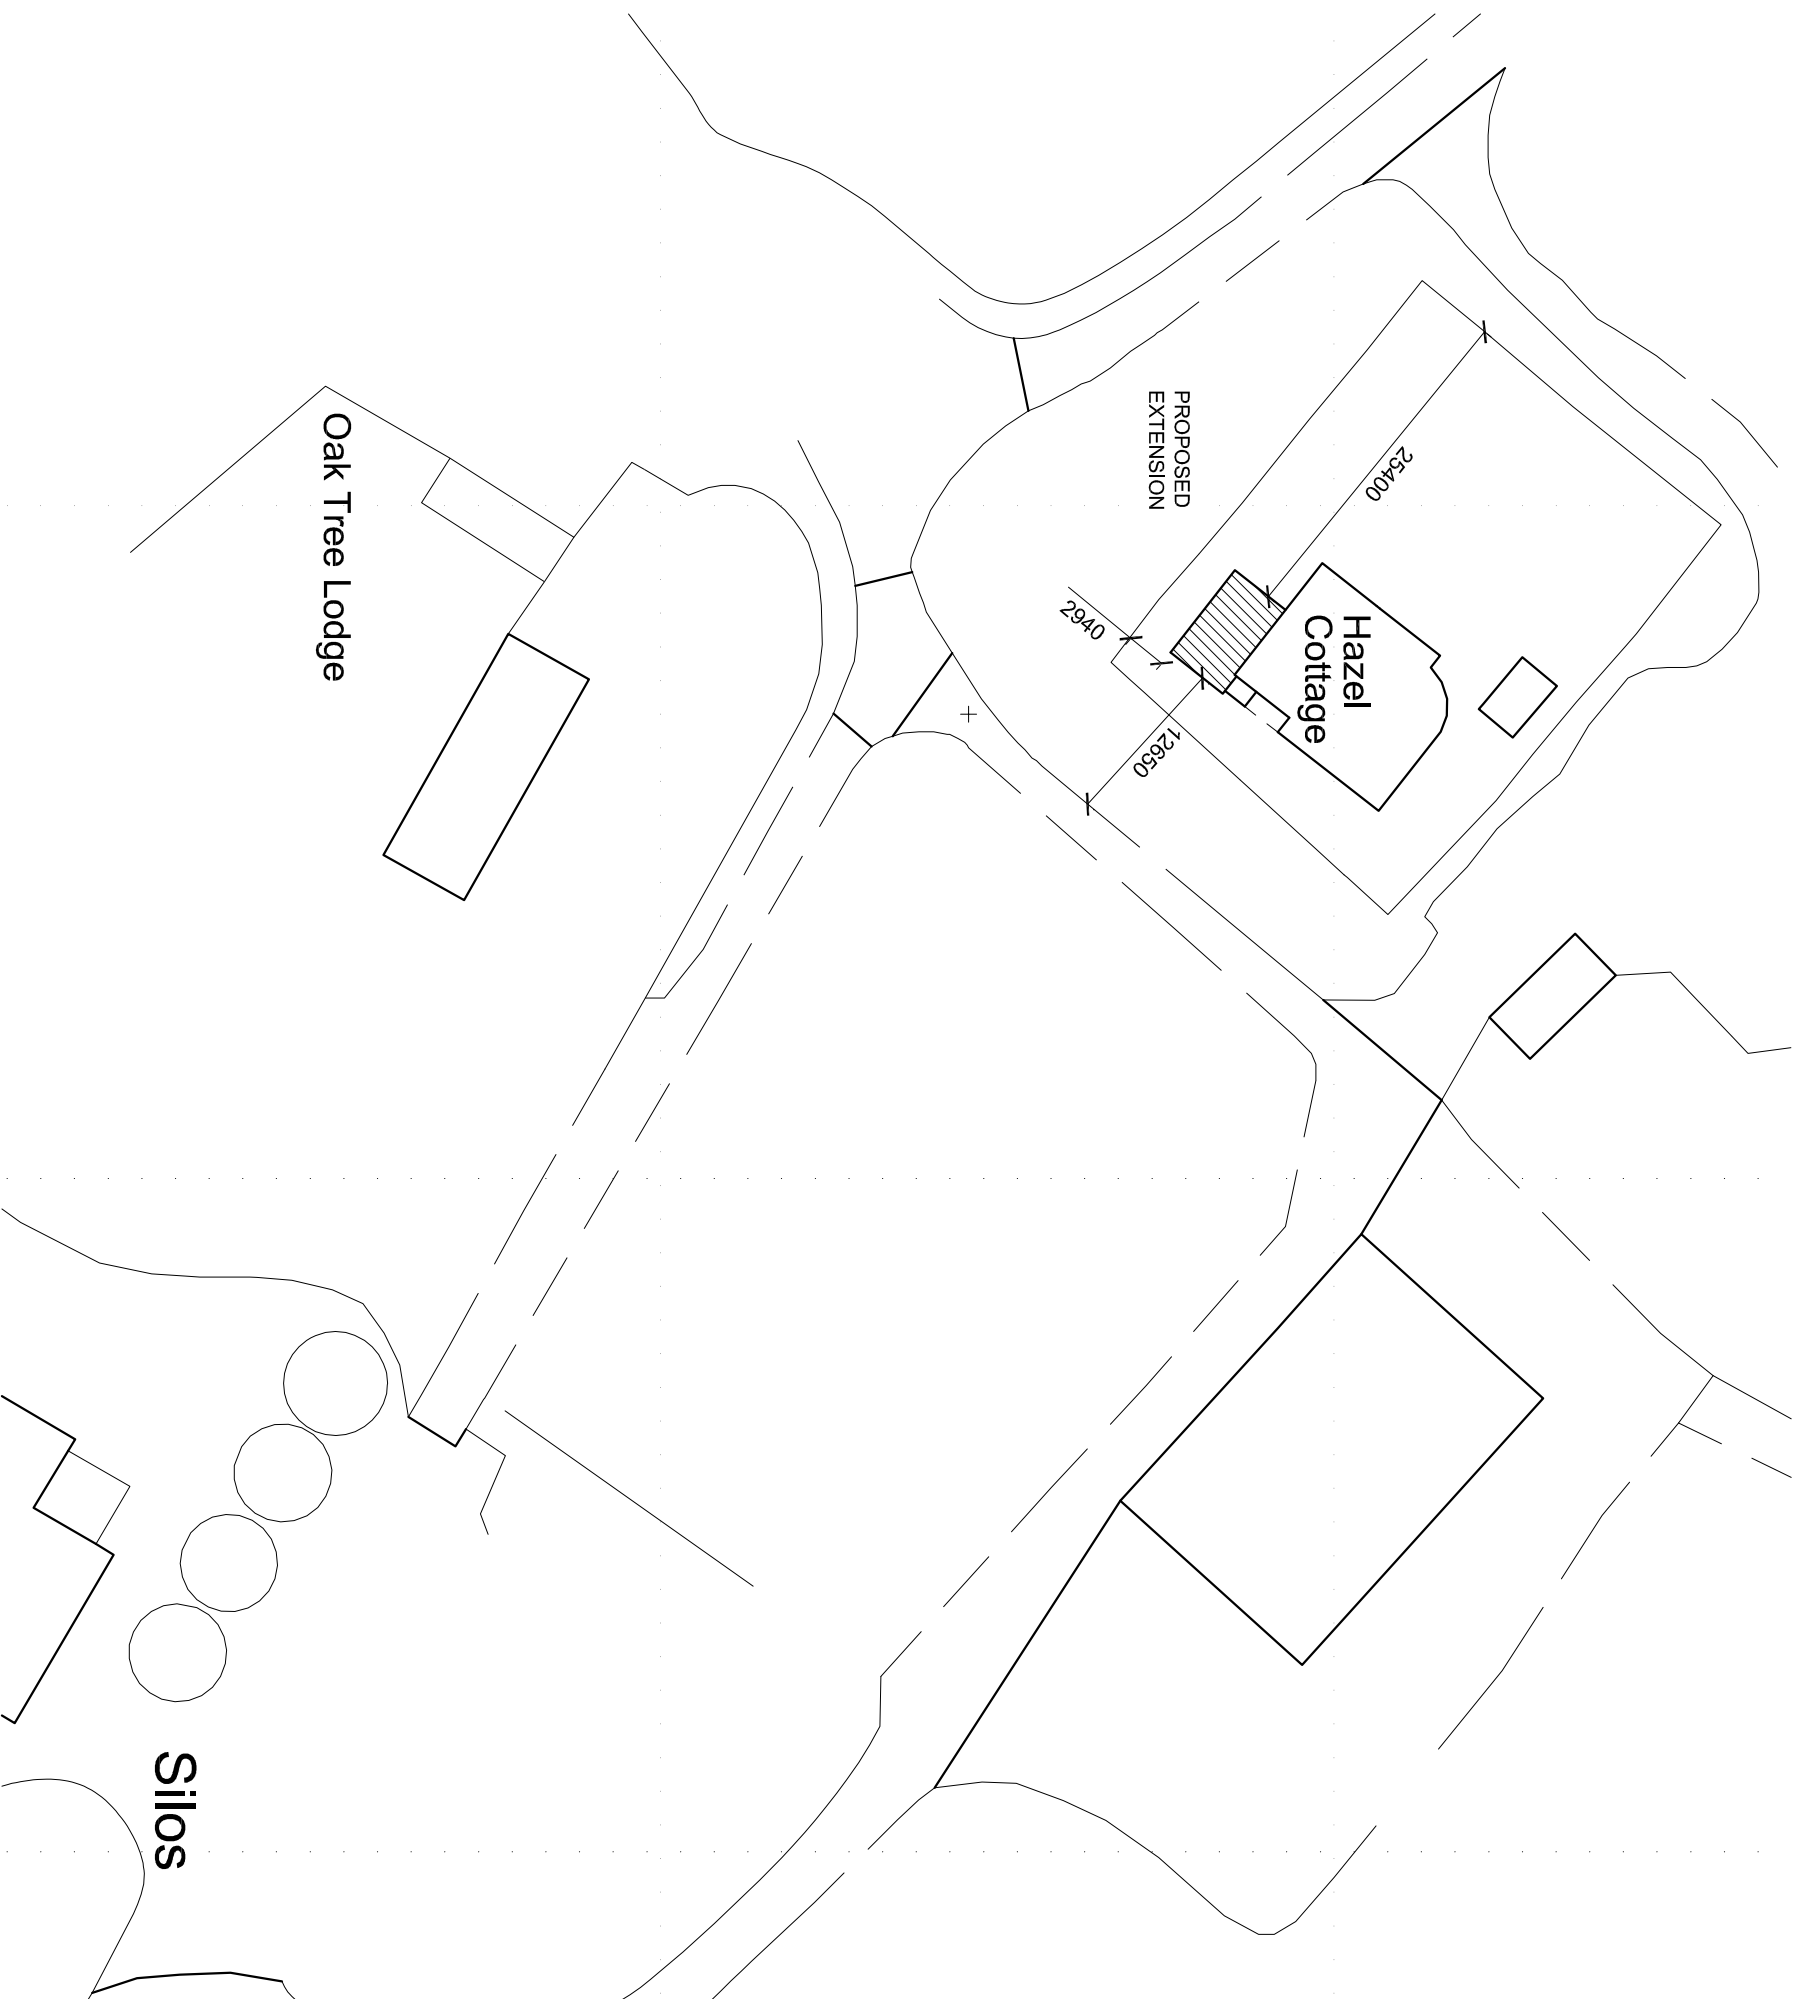 PROPOSED
EXTENSION
25400
Hazel
Cottage
2940
12650
Oak Tree Lodge
Silos